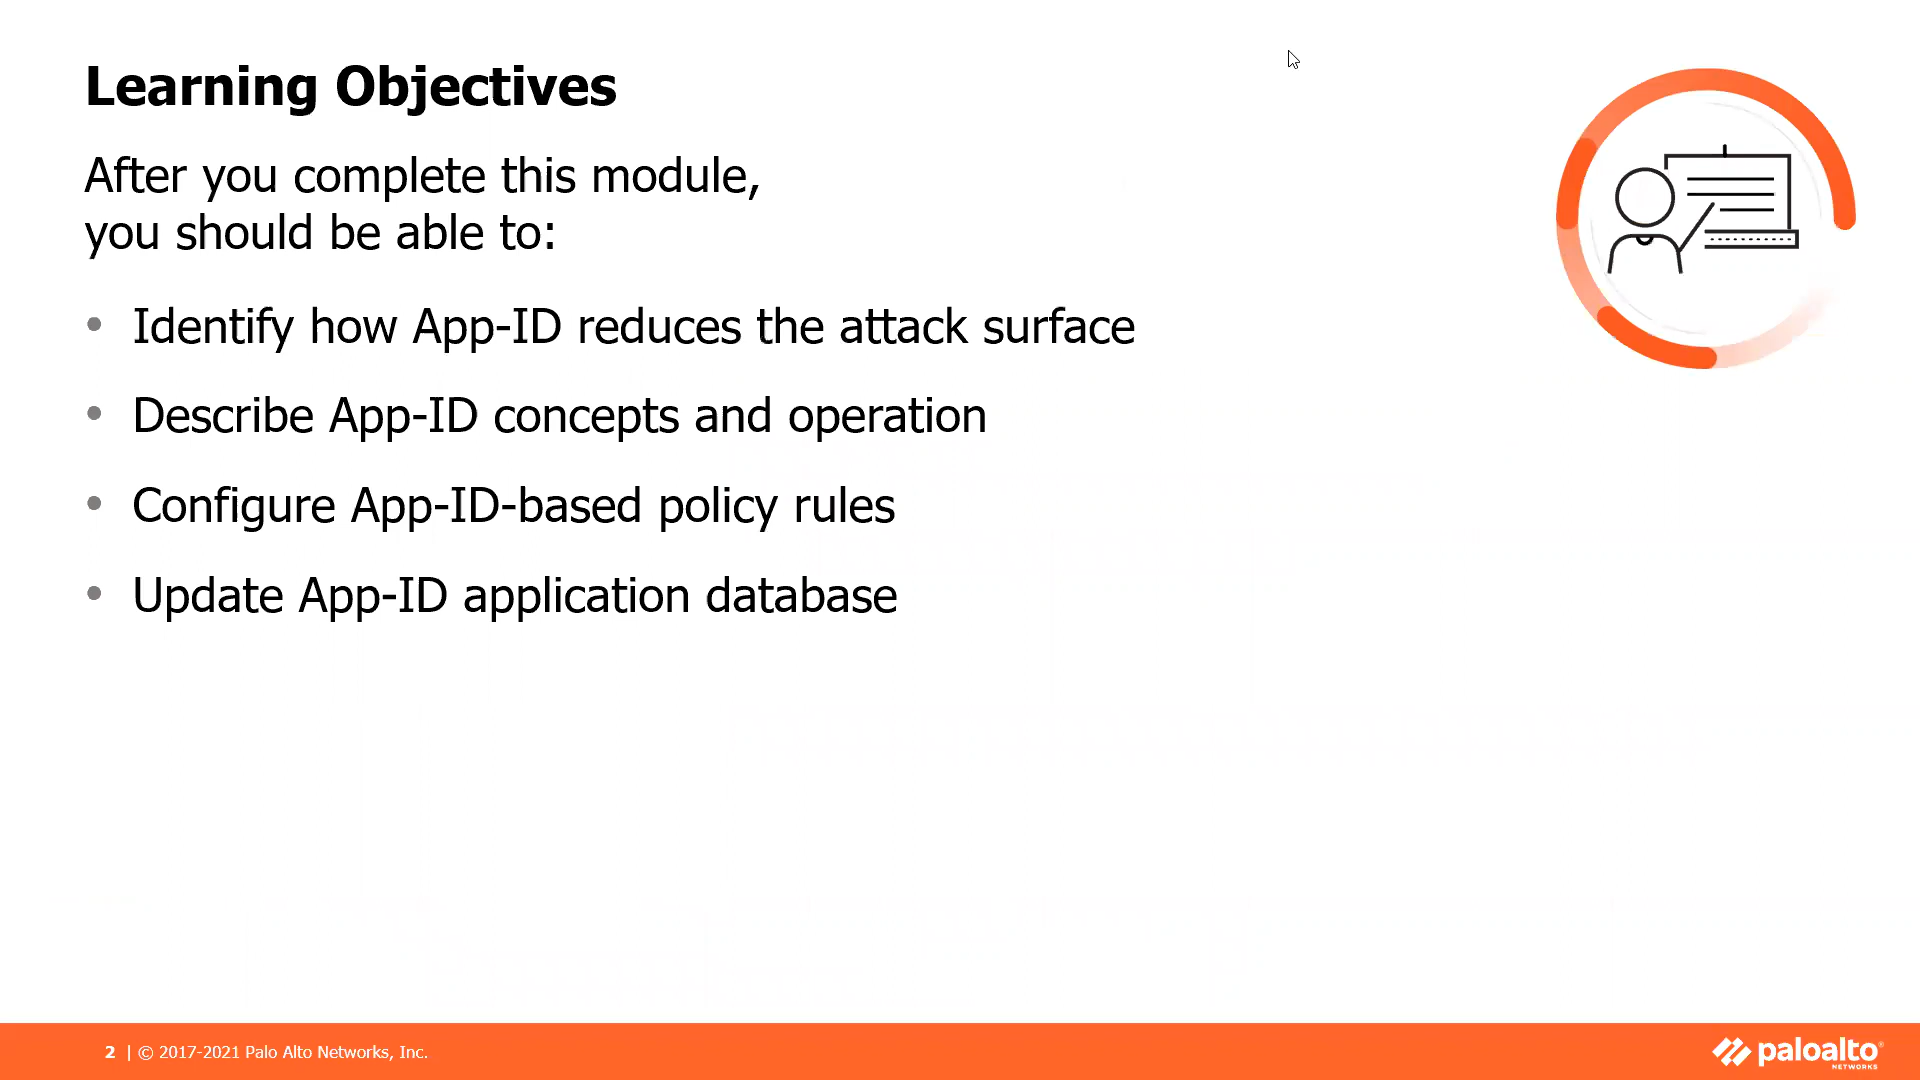 Learning Objectives
After you complete this module,
you should be able to:
• Identify how App-ID reduces the attack surface
• Describe App-ID concepts and operation
• Configure App-ID-based policy rules
• Update App-ID application database
2 | © 2017-2021 Palo Alto Networks, Inc.
paloalto®
NETWORKS